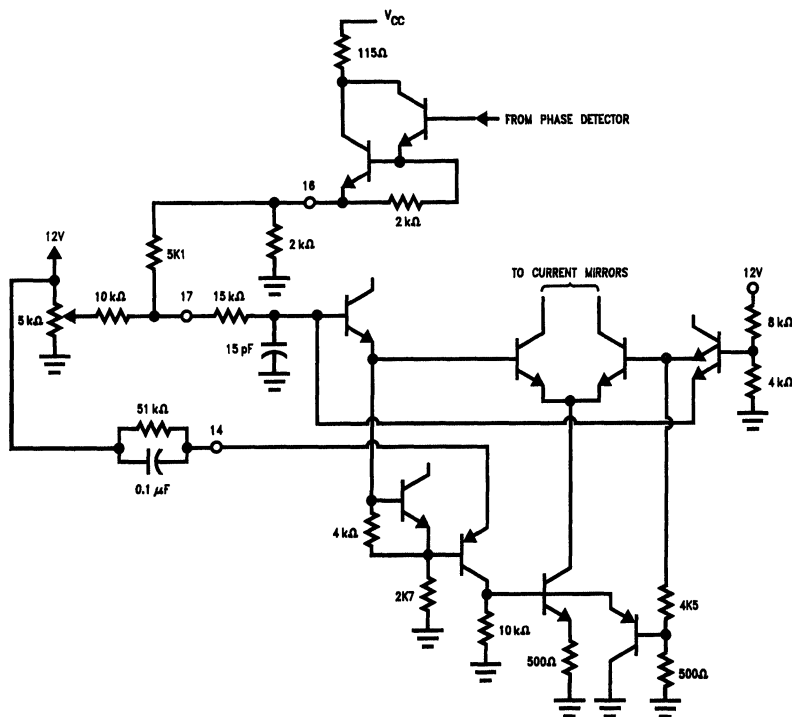 VCC
115Ω
FROM PHASE DETECTOR
16
2 kΩ
2 kΩ
12V
5K1
TO CURRENT MIRRORS
12V
10 kΩ
17
15 kΩ
5 kΩ
8 kΩ
15 pF
4 kΩ
51 kΩ
14
0.1 μF
4 kΩ
2K7
10 kΩ
4K5
500Ω
500Ω